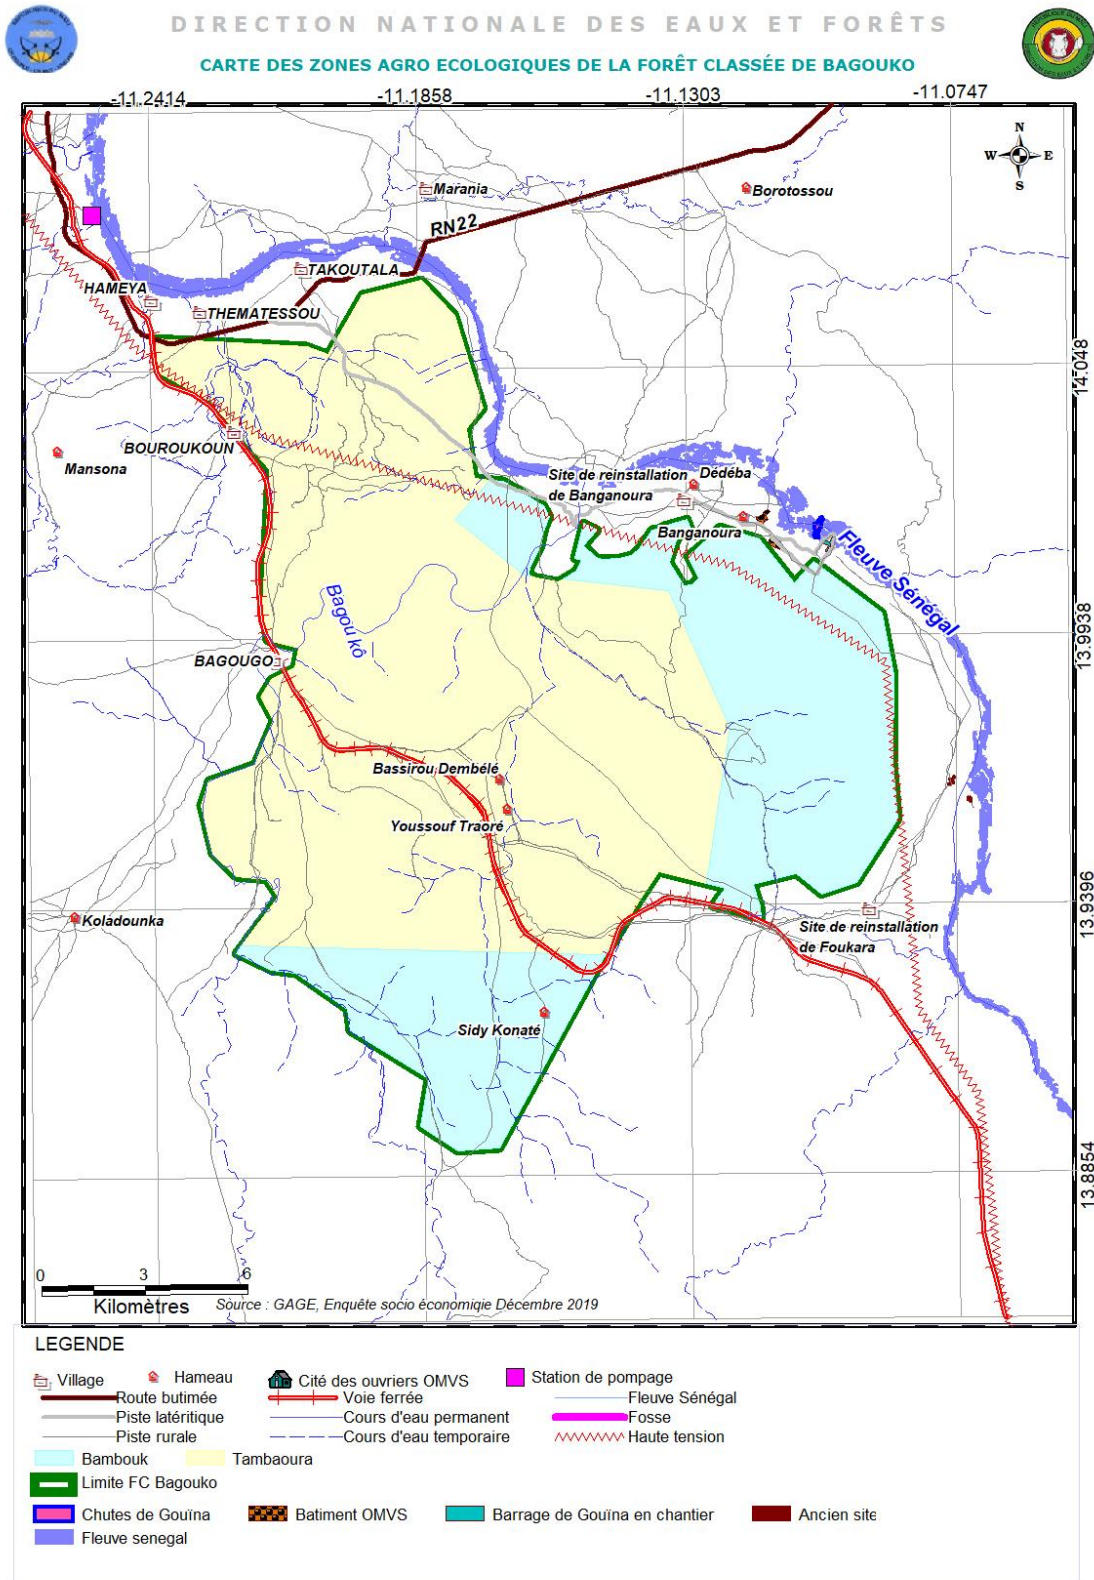 DIRECTION NATIONALE DES EAUX ET FORÊTS
CARTE DES ZONES AGRO ECOLOGIQUES DE LA FORÊT CLASSÉE DE BAGOUKO
-11.2414
-11.1858
-11.1303
-11.0747
N
W
E
S
Marania
Borotossou
RN22
TAKOUTALA
HAMEYA
THEMATESSOU
14.048
BOUROUKOUN
Mansona
Site de reinstallation
de Banganoura
Dédéba
Banganoura
Fleuve Sénégal
Bagoukô
13.9938
BAGOUGO
Bassirou Dembélé
Youssouf Traoré
Koladounka
13.9396
Site de reinstallation
de Foukara
Sidy Konaté
13.8854
0
3
6
Kilomètres
Source : GAGE, Enquête socio économiqie Décembre 2019
LEGENDE
Village
Hameau
Cité des ouvriers OMVS
Station de pompage
Route butimée
Voie ferrée
Fleuve Sénégal
Piste latéritique
Cours d'eau permanent
Fosse
Piste rurale
Cours d'eau temporaire
Haute tension
Bambouk
Tambaoura
Limite FC Bagouko
Chutes de Gouïna
Batiment OMVS
Barrage de Gouïna en chantier
Ancien site
Fleuve senegal